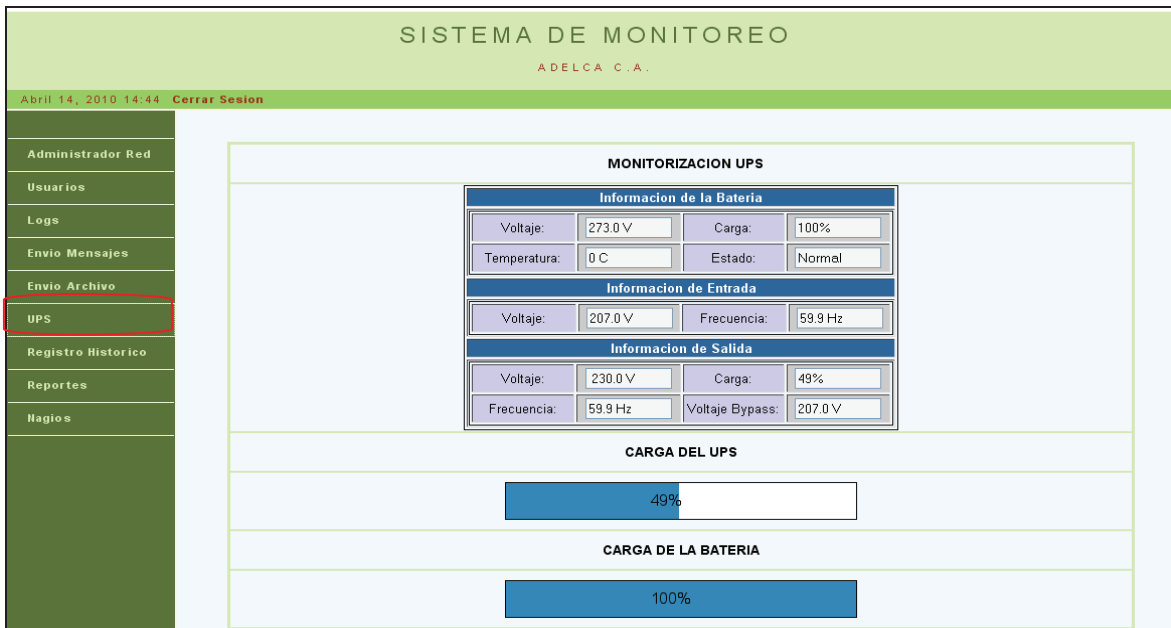 SISTEMA DE MONITOREO
ADELCA C.A.
Abril 14, 2010 14:44 Cerrar Sesion
Administrador Red
Usuarios
Logs
Envio Mensajes
Envio Archivo
UPS
Registro Historico
Reportes
Nagios
MONITORIZACION UPS
Informacion de la Bateria
Voltaje: 273.0 V Carga: 100%
Temperatura: 0 C Estado: Normal
Informacion de Entrada
Voltaje: 207.0 V Frecuencia: 59.9 Hz
Informacion de Salida
Voltaje: 230.0 V Carga: 49%
Frecuencia: 59.9 Hz Voltaje Bypass: 207.0 V
CARGA DEL UPS
49%
CARGA DE LA BATERIA
100%